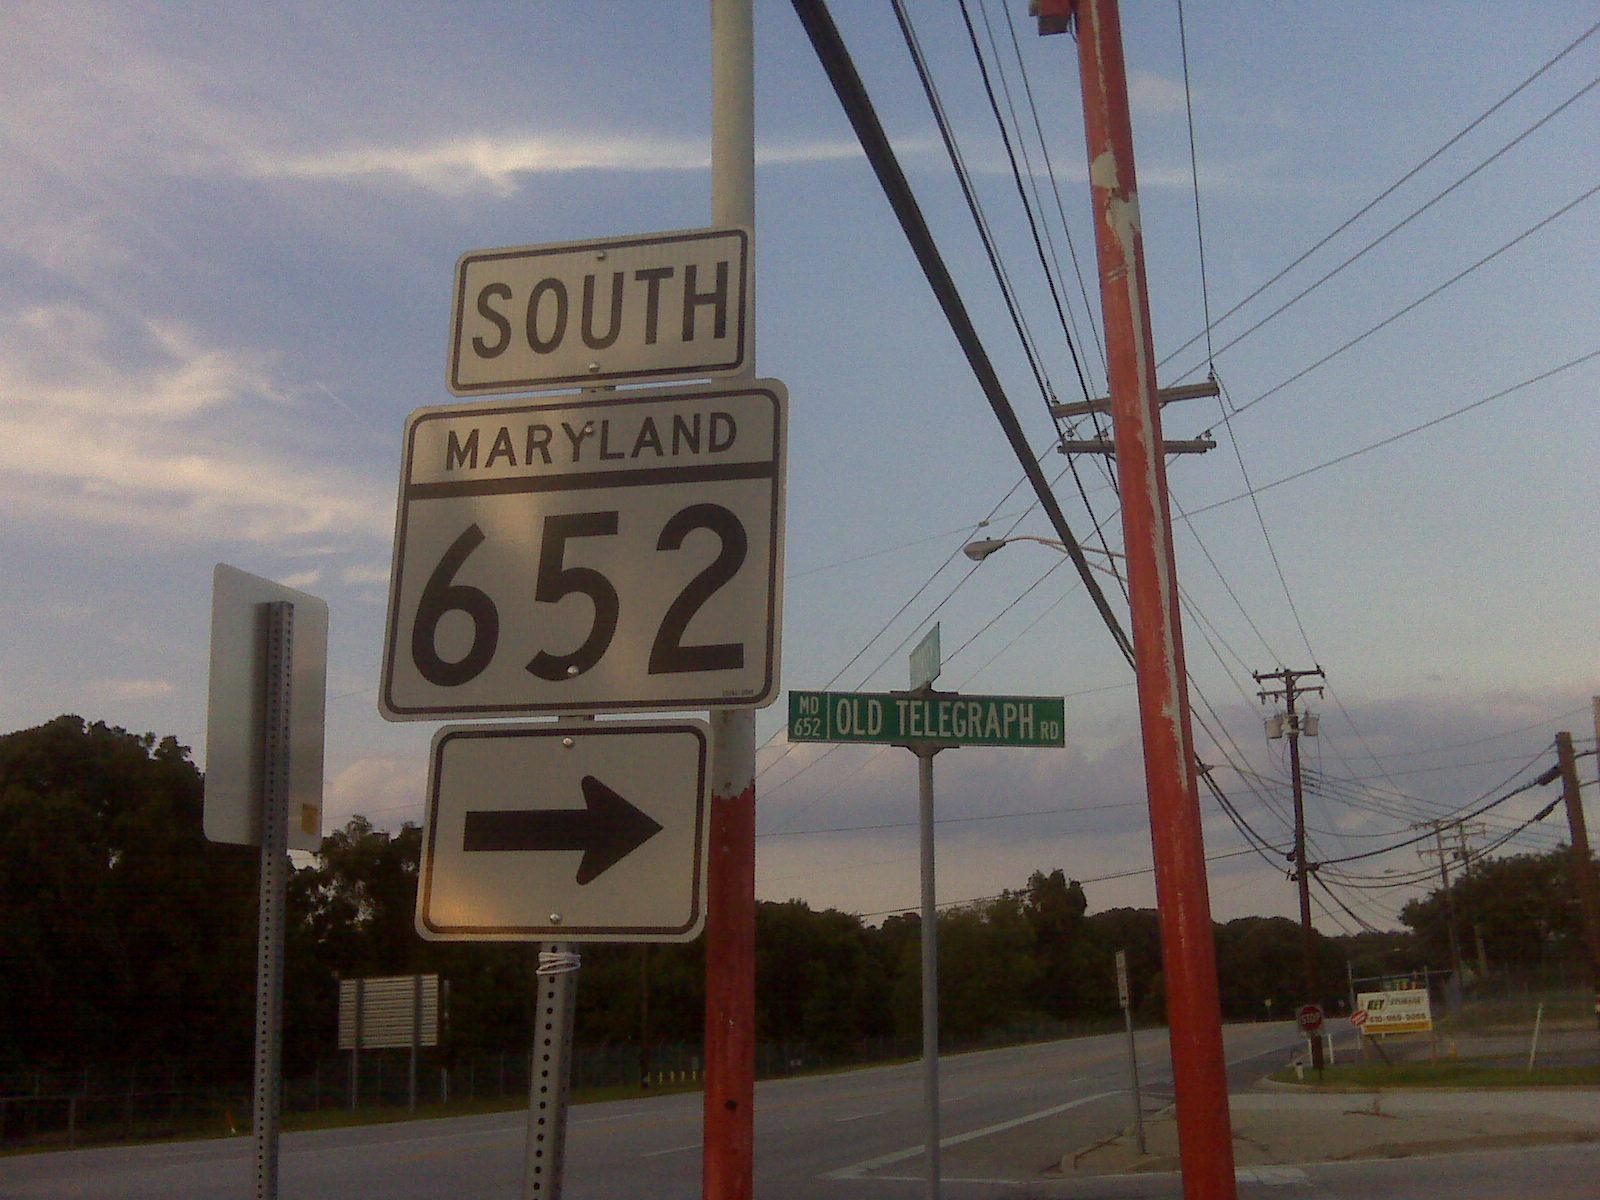 SOUTH
MARYLAND
652
MD
652
OLD TELEGRAPH RD
STOP
KEY